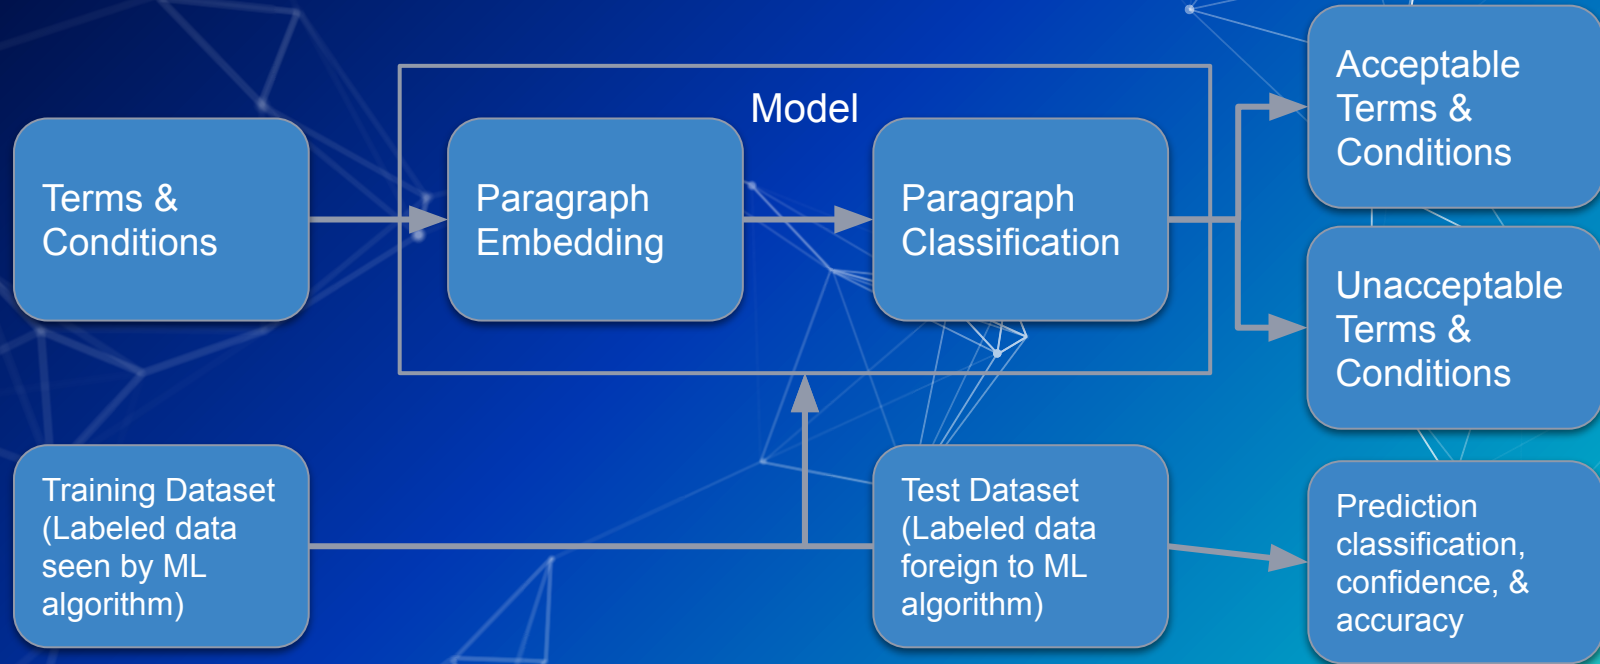 Model
Terms &
Conditions
Paragraph
Embedding
Paragraph
Classification
Acceptable
Terms &
Conditions
Unacceptable
Terms &
Conditions
Training Dataset
(Labeled data
seen by ML
algorithm)
Test Dataset
(Labeled data
foreign to ML
algorithm)
Prediction
classification,
confidence, &
accuracy